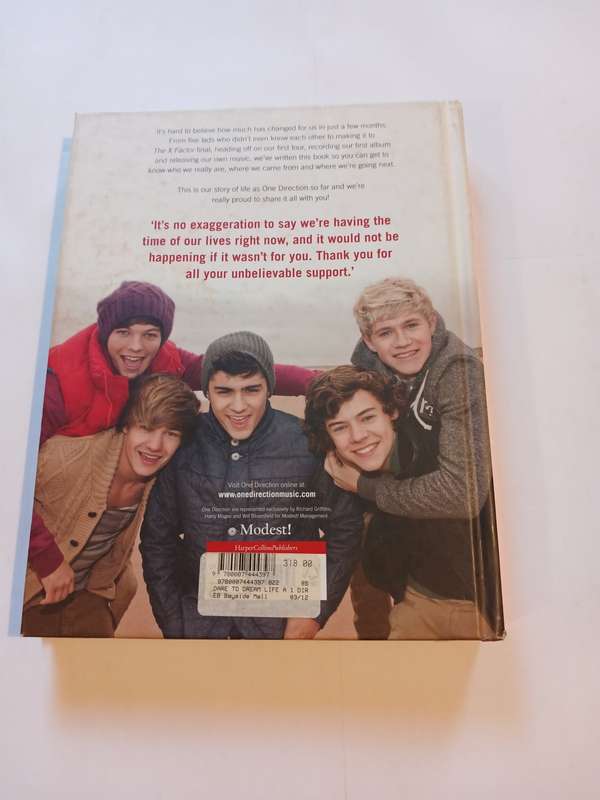 It's hard to believe how much has changed for us in just a few months.
From five lads who didn't even know each other to making it to
The X Factor final, heading off on our first tour, recording our first album
and releasing our own music, we've written this book so you can get to
know who we really are, where we came from and where we're going next.
This is our story of life as One Direction so far and we're
really proud to share it all with you!
'It's no exaggeration to say we're having the
time of our lives right now, and it would not be
happening if it wasn't for you. Thank you for
all your unbelievable support.'
Visit One Direction online at
www.onedirectionmusic.com
One Direction are represented exclusively by Richard Griffiths,
Harry Magee and Will Bloomfield for Modest! Management
Modest!
HarperCollinsPublishers
318 00
9 780007 444397
9780007444397 022 BB
DARE TO DREAM LIFE A 1 DIR
EB Bayside Mall 03/12